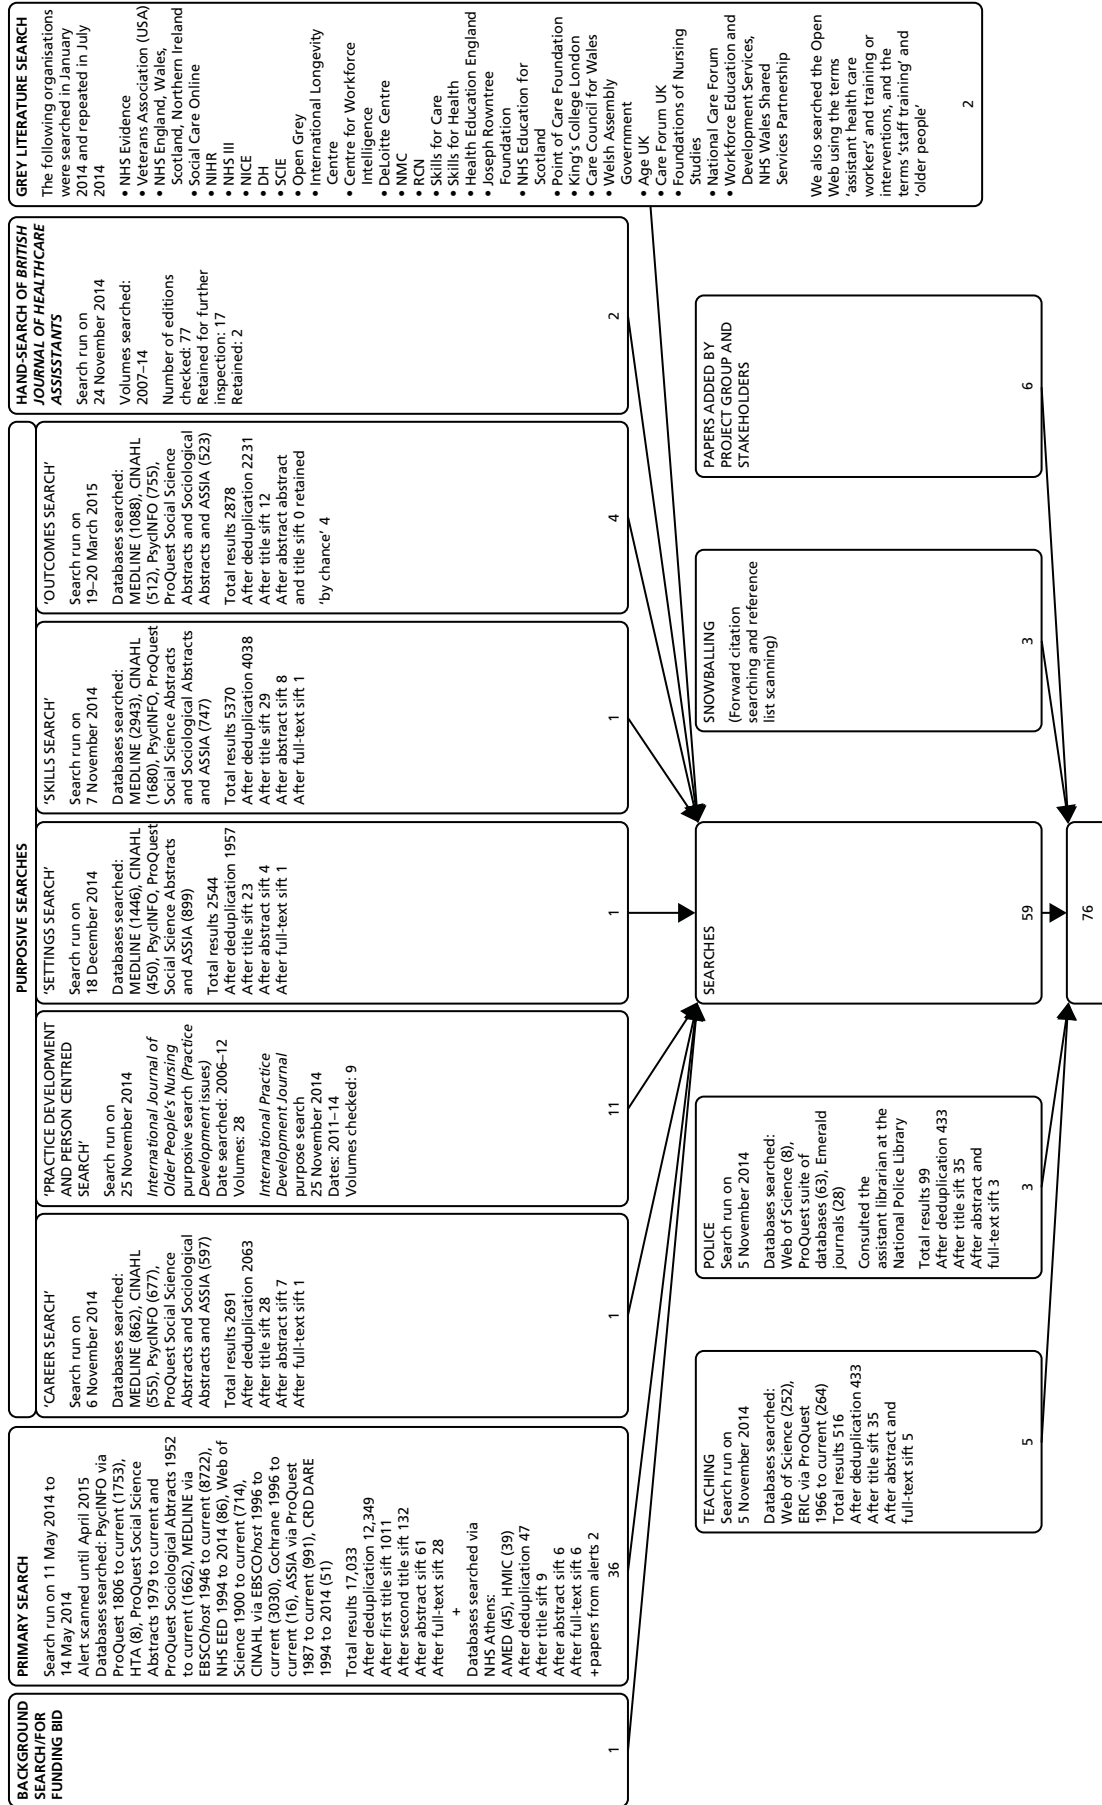 BACKGROUND
SEARCH/FOR
FUNDING BID
1
PRIMARY SEARCH
Search run on 11 May 2014 to
14 May 2014
Alert scanned until April 2015
Databases searched: PsycINFO via
ProQuest 1806 to current (1753),
HTA (8), ProQuest Social Science
Abstracts 1979 to current and
ProQuest Sociological Abtracts 1952
to current (1662), MEDLINE via
EBSCOhost 1946 to current (8722),
NHS EED 1994 to 2014 (86), Web of
Science 1900 to current (714),
CINAHL via EBSCOhost 1996 to
current (3030), Cochrane 1996 to
current (16), ASSIA via ProQuest
1987 to current (991), CRD DARE
1994 to 2014 (51)
Total results 17,033
After deduplication 12,349
After first title sift 1011
After second title sift 132
After abstract sift 61
After full-text sift 28
+
Databases searched via
NHS Athens:
AMED (45), HMIC (39)
After deduplication 47
After title sift 9
After abstract sift 6
After full-text sift 6
+papers from alerts 2
36
PURPOSIVE SEARCHES
‘CAREER SEARCH’
Search run on
6 November 2014
Databases searched:
MEDLINE (862), CINAHL
(555), PsycINFO (677),
ProQuest Social Science
Abstracts and Sociological
Abstracts and ASSIA (597)
Total results 2691
After deduplication 2063
After title sift 28
After abstract sift 7
After full-text sift 1
1
‘PRACTICE DEVELOPMENT
AND PERSON CENTRED
SEARCH’
Search run on
25 November 2014
International Journal of
Older People’s Nursing
purposive search (Practice
Development issues)
Date searched: 2006–12
Volumes: 28
International Practice
Development Journal
purpose search
25 November 2014
Dates: 2011–14
Volumes checked: 9
11
‘SETTINGS SEARCH’
Search run on
18 December 2014
Databases searched:
MEDLINE (1446), CINAHL
(450), PsycINFO, ProQuest
Social Science Abstracts
and ASSIA (899)
Total results 2544
After deduplication 1957
After title sift 23
After abstract sift 4
After full-text sift 1
1
‘SKILLS SEARCH’
Search run on
7 November 2014
Databases searched:
MEDLINE (2943), CINAHL
(1680), PsycINFO, ProQuest
Social Science Abstracts
and Sociological Abstracts
and ASSIA (747)
Total results 5370
After deduplication 4038
After title sift 29
After abstract sift 8
After full-text sift 1
1
‘OUTCOMES SEARCH’
Search run on
19–20 March 2015
Databases searched:
MEDLINE (1088), CINAHL
(512), PsycINFO (755),
ProQuest Social Science
Abstracts and Sociological
Abstracts and ASSIA (523)
Total results 2878
After deduplication 2231
After title sift 12
After abstract abstract
and title sift 0 retained
‘by chance’ 4
4
HAND-SEARCH OF BRITISH
JOURNAL OF HEALTHCARE
ASSISSTANTS
Search run on
24 November 2014
Volumes searched:
2007–14
Number of editions
checked: 77
Retained for further
inspection: 17
Retained: 2
2
GREY LITERATURE SEARCH
The following organisations
were searched in January
2014 and repeated in July
2014
• NHS Evidence
• Veterans Association (USA)
• NHS England, Wales,
Scotland, Northern Ireland
• Social Care Online
• NIHR
• NHS III
• NICE
• DH
• SCIE
• Open Grey
• International Longevity
Centre
• Centre for Workforce
Intelligence
• DeLoitte Centre
• NMC
• RCN
• Skills for Care
• Skills for Health
• Health Education England
• Joseph Rowntree
Foundation
• NHS Education for
Scotland
• Point of Care Foundation
• King’s College London
• Care Council for Wales
• Welsh Assembly
Government
• Age UK
• Care Forum UK
• Foundations of Nursing
Studies
• National Care Forum
• Workforce Education and
Development Services,
NHS Wales Shared
Services Partnership
We also searched the Open
Web using the terms
‘assistant health care
workers’ and training or
interventions, and the
terms ‘staff training’ and
‘older people’
2
TEACHING
Search run on
5 November 2014
Databases searched:
Web of Science (252),
ERIC via ProQuest
1966 to current (264)
Total results 516
After deduplication 433
After title sift 35
After abstract and
full-text sift 5
5
POLICE
Search run on
5 November 2014
Databases searched:
Web of Science (8),
ProQuest suite of
databases (63), Emerald
journals (28)
Consulted the
assistant librarian at the
National Police Library
Total results 99
After deduplication 433
After title sift 35
After abstract and
full-text sift 3
3
SEARCHES
59
SNOWBALLING
(Forward citation
searching and reference
list scanning)
3
PAPERS ADDED BY
PROJECT GROUP AND
STAKEHOLDERS
6
76